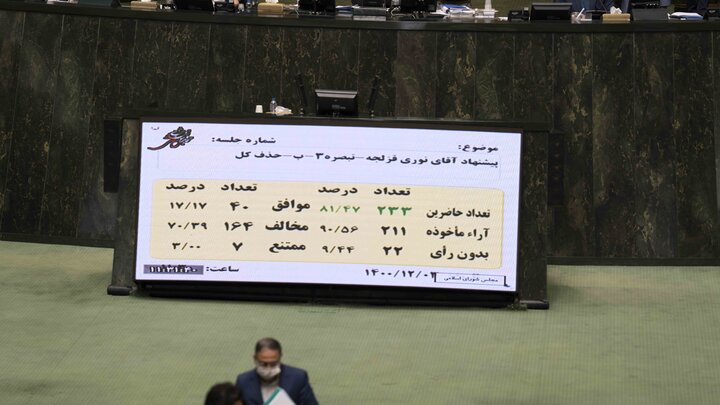 موضوع:
شماره جلسه:
پیشنهاد آقای نوری قزلجه - تبصره ۳ - ب - حذف کل
تعداد درصد تعداد درصد
تعداد حاضرین ۲۳۳ ۸۱/۴۷ موافق ۴۰ ۱۷/۱۷
آراء مأخوذه ۲۱۱ ۹۰/۵۶ مخالف ۱۶۴ ۷۰/۳۹
بدون رأی ۲۲ ۹/۴۴ ممتنع ۷ ۳/۰۰
۱۴۰۰/۱۲/۰۲ ساعت:
مجلس شورای اسلامی